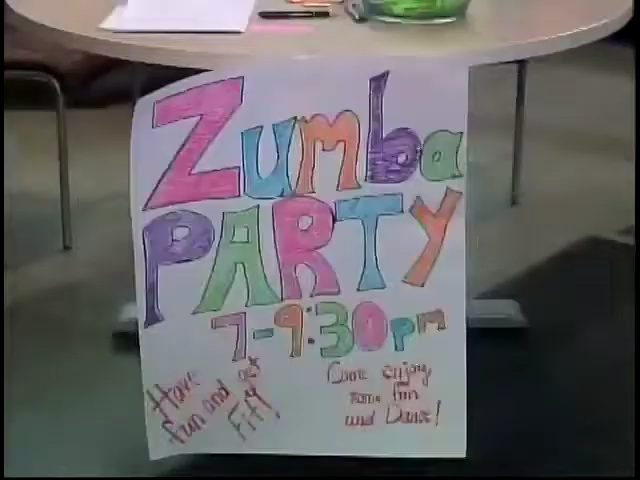 Zumba
PARTY
7-9:30pm
Have
fun and get
FIT!
Come enjoy
some fun
and Dance!